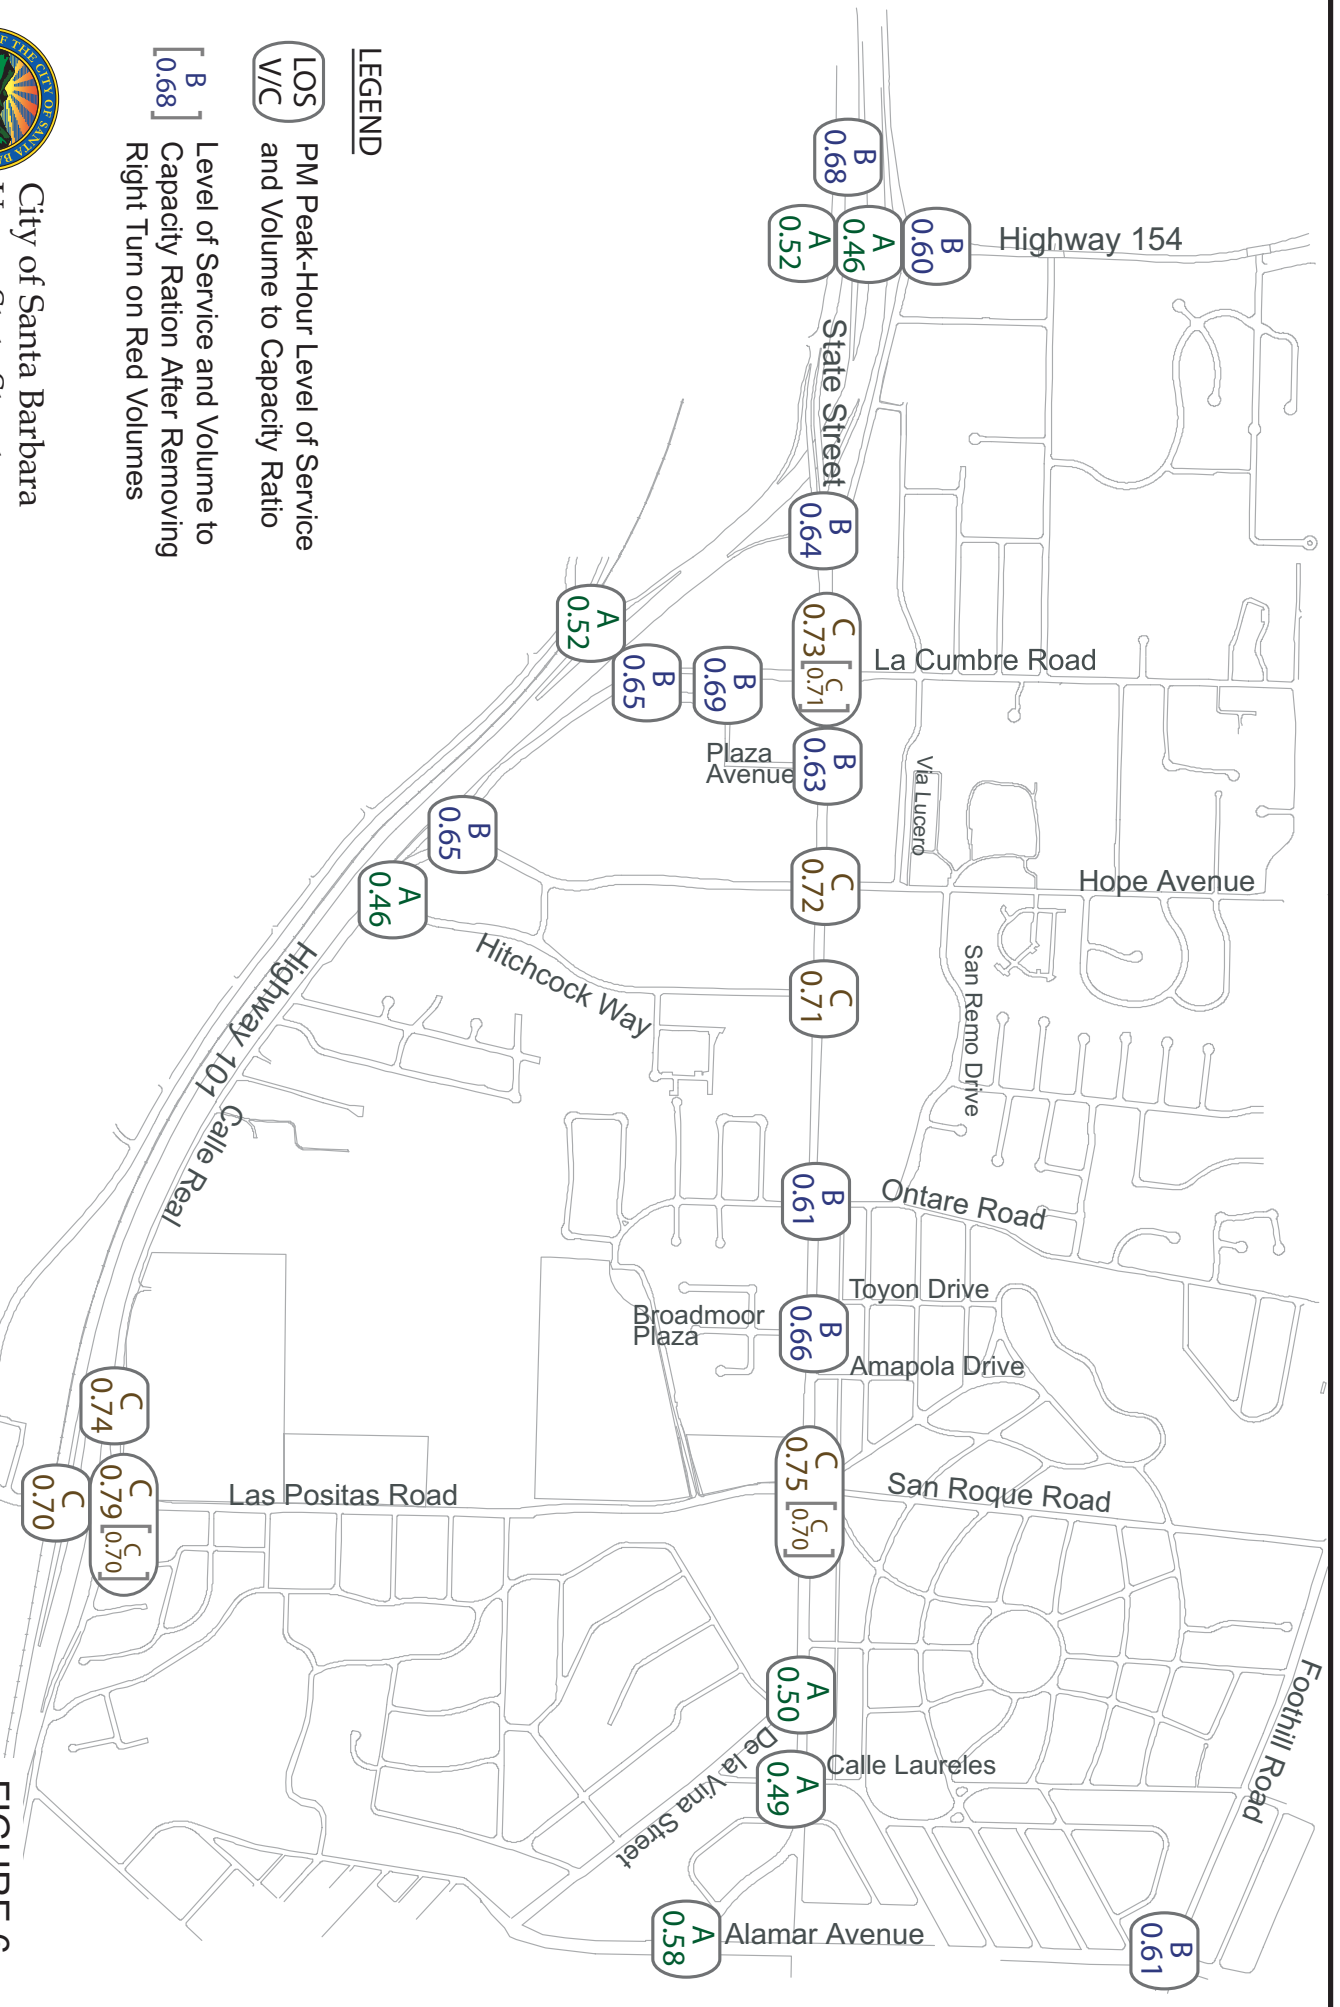 LEGEND
LOS
V/C
PM Peak-Hour Level of Service
and Volume to Capacity Ratio
B
0.68
Level of Service and Volume to
Capacity Ration After Removing
Right Turn on Red Volumes
City of Santa Barbara
B
0.68
B
0.60
A
0.46
A
0.52
Highway 154
State Street
B
0.64
A
0.52
B
0.65
B
0.69
C
0.73
C
0.71
La Cumbre Road
Plaza
Avenue
B
0.63
Via Lucero
B
0.65
A
0.46
C
0.72
Hope Avenue
Hitchcock Way
C
0.71
San Remo Drive
Highway 101
Calle Real
B
0.61
Ontare Road
Toyon Drive
Broadmoor
Plaza
B
0.66
Amapola Drive
C
0.74
C
0.70
C
0.79
C
0.70
Las Positas Road
C
0.75
C
0.70
San Roque Road
A
0.50
De la Vina Street
A
0.49
Calle Laureles
Foothill Road
A
0.58
Alamar Avenue
B
0.61